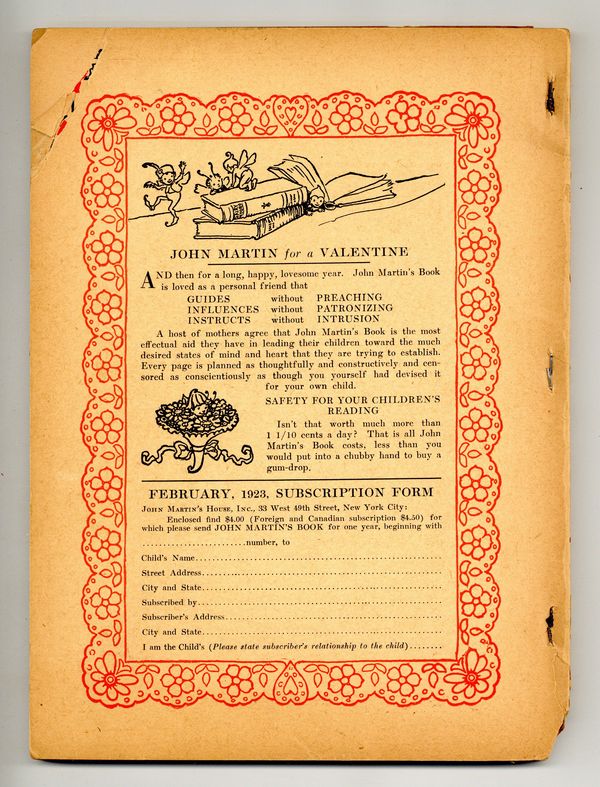 JOHN MARTIN for a VALENTINE
AND then for a long, happy, lovesome year. John Martin's Book
is loved as a personal friend that
GUIDES without PREACHING
INFLUENCES without PATRONIZING
INSTRUCTS without INTRUSION
A host of mothers agree that John Martin's Book is the most
effectual aid they have in leading their children toward the much
desired states of mind and heart that they are trying to establish.
Every page is planned as thoughtfully and constructively and cen-
sored as conscientiously as though you yourself had devised it
for your own child.
SAFETY FOR YOUR CHILDREN'S
READING
Isn't that worth much more than
1 1/10 cents a day? That is all John
Martin's Book costs, less than you
would put into a chubby hand to buy a
gum-drop.
FEBRUARY, 1923, SUBSCRIPTION FORM
JOHN MARTIN'S HOUSE, INC., 33 West 49th Street, New York City:
Enclosed find $4.00 (Foreign and Canadian subscription $4.50) for
which please send JOHN MARTIN'S BOOK for one year, beginning with
........................number, to
Child's Name
Street Address
City and State
Subscribed by
Subscriber's Address
City and State
I am the Child's (Please state subscriber's relationship to the child)